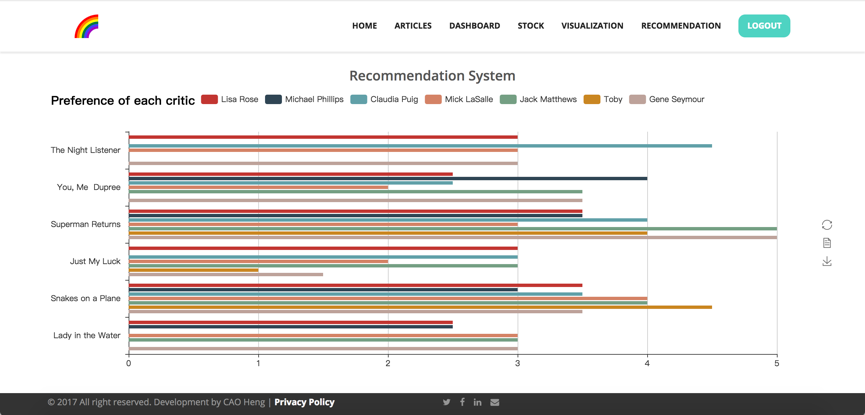 HOME ARTICLES DASHBOARD STOCK VISUALIZATION RECOMMENDATION LOGOUT
Recommendation System
Preference of each critic Lisa Rose Michael Phillips Claudia Puig Mick LaSalle Jack Matthews Toby Gene Seymour
The Night Listener
You, Me Dupree
Superman Returns
Just My Luck
Snakes on a Plane
Lady in the Water
0 1 2 3 4 5
© 2017 All right reserved. Development by CAO Heng | Privacy Policy